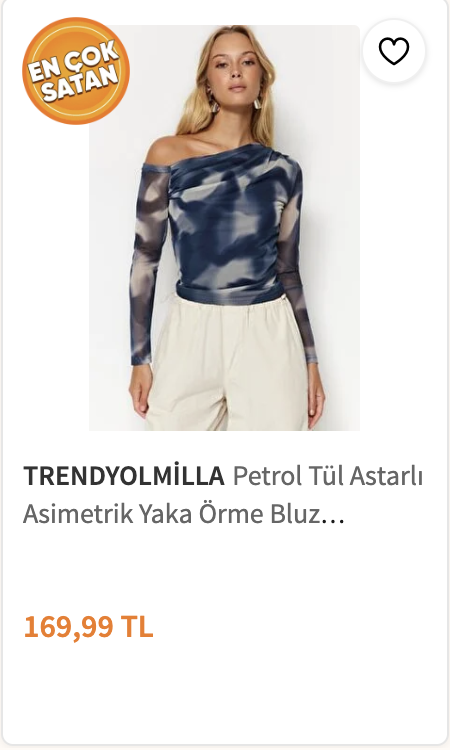 EN ÇOK
SATAN
TRENDYOLMİLLA Petrol Tül Astarlı
Asimetrik Yaka Örme Bluz...
169,99 TL